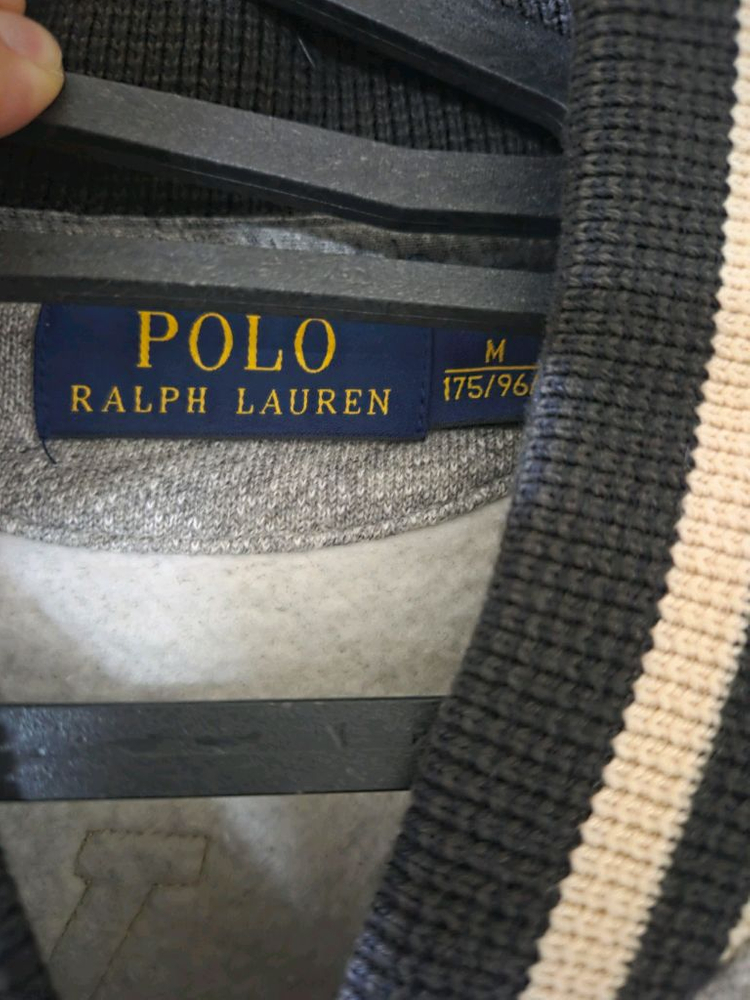 POLO
RALPH LAUREN
M
175/96